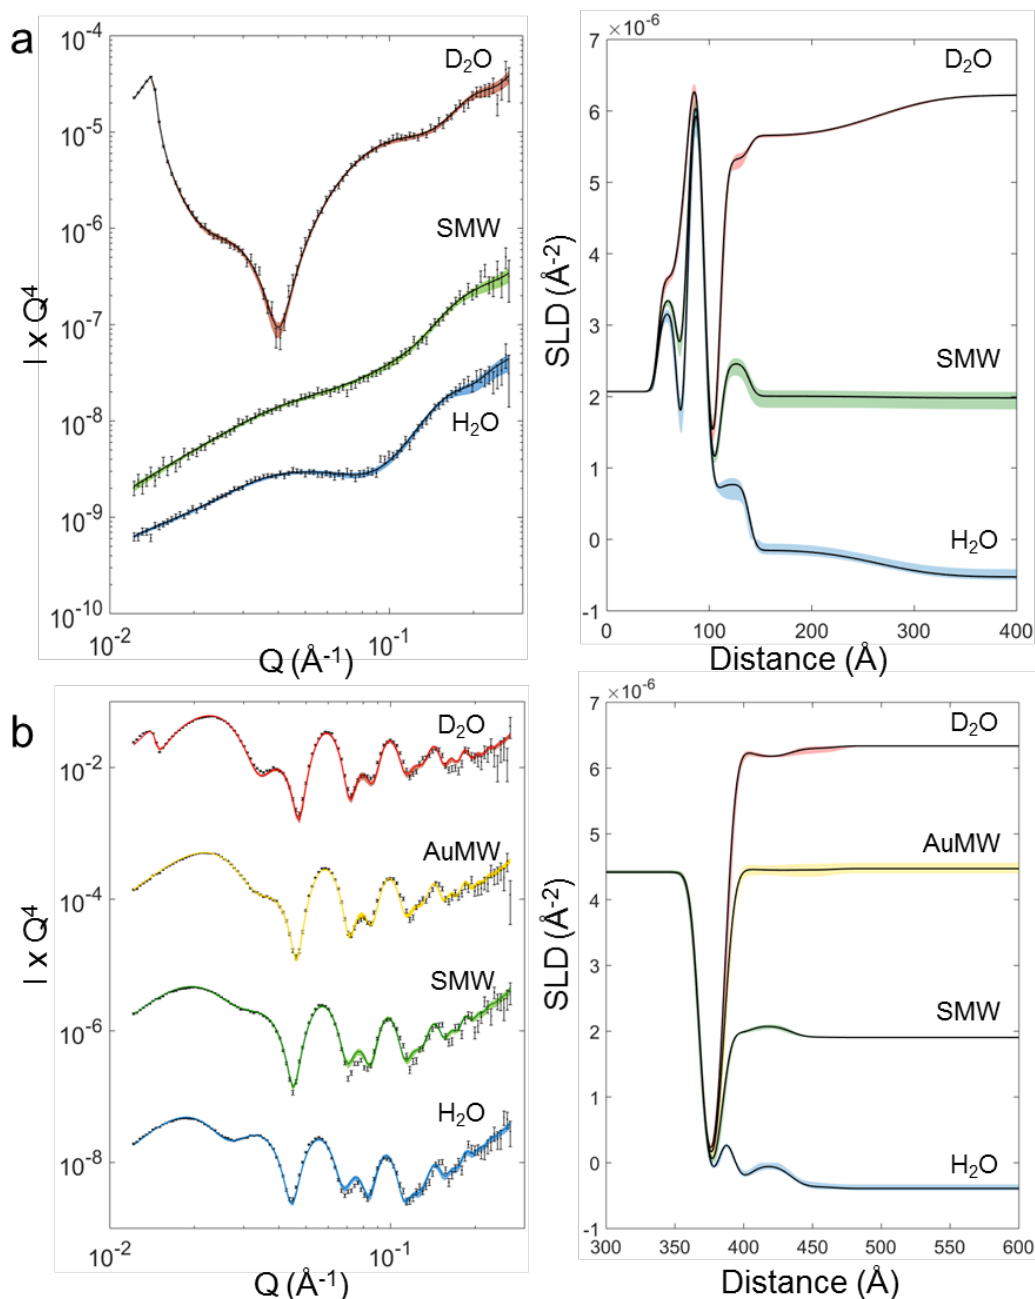 a
10⁻⁴
10⁻⁵
10⁻⁶
10⁻⁷
10⁻⁸
10⁻⁹
10⁻¹⁰
I x Q⁴
D₂O
SMW
H₂O
10⁻² 10⁻¹
Q (Å⁻¹)
×10⁻⁶
7
6
5
4
3
2
1
0
-1
SLD (Å⁻²)
D₂O
SMW
H₂O
0 100 200 300 400
Distance (Å)
b
10⁻²
10⁻⁴
10⁻⁶
10⁻⁸
I x Q⁴
D₂O
AuMW
SMW
H₂O
10⁻² 10⁻¹
Q (Å⁻¹)
×10⁻⁶
7
6
5
4
3
2
1
0
-1
SLD (Å⁻²)
D₂O
AuMW
SMW
H₂O
300 350 400 450 500 550 600
Distance (Å)